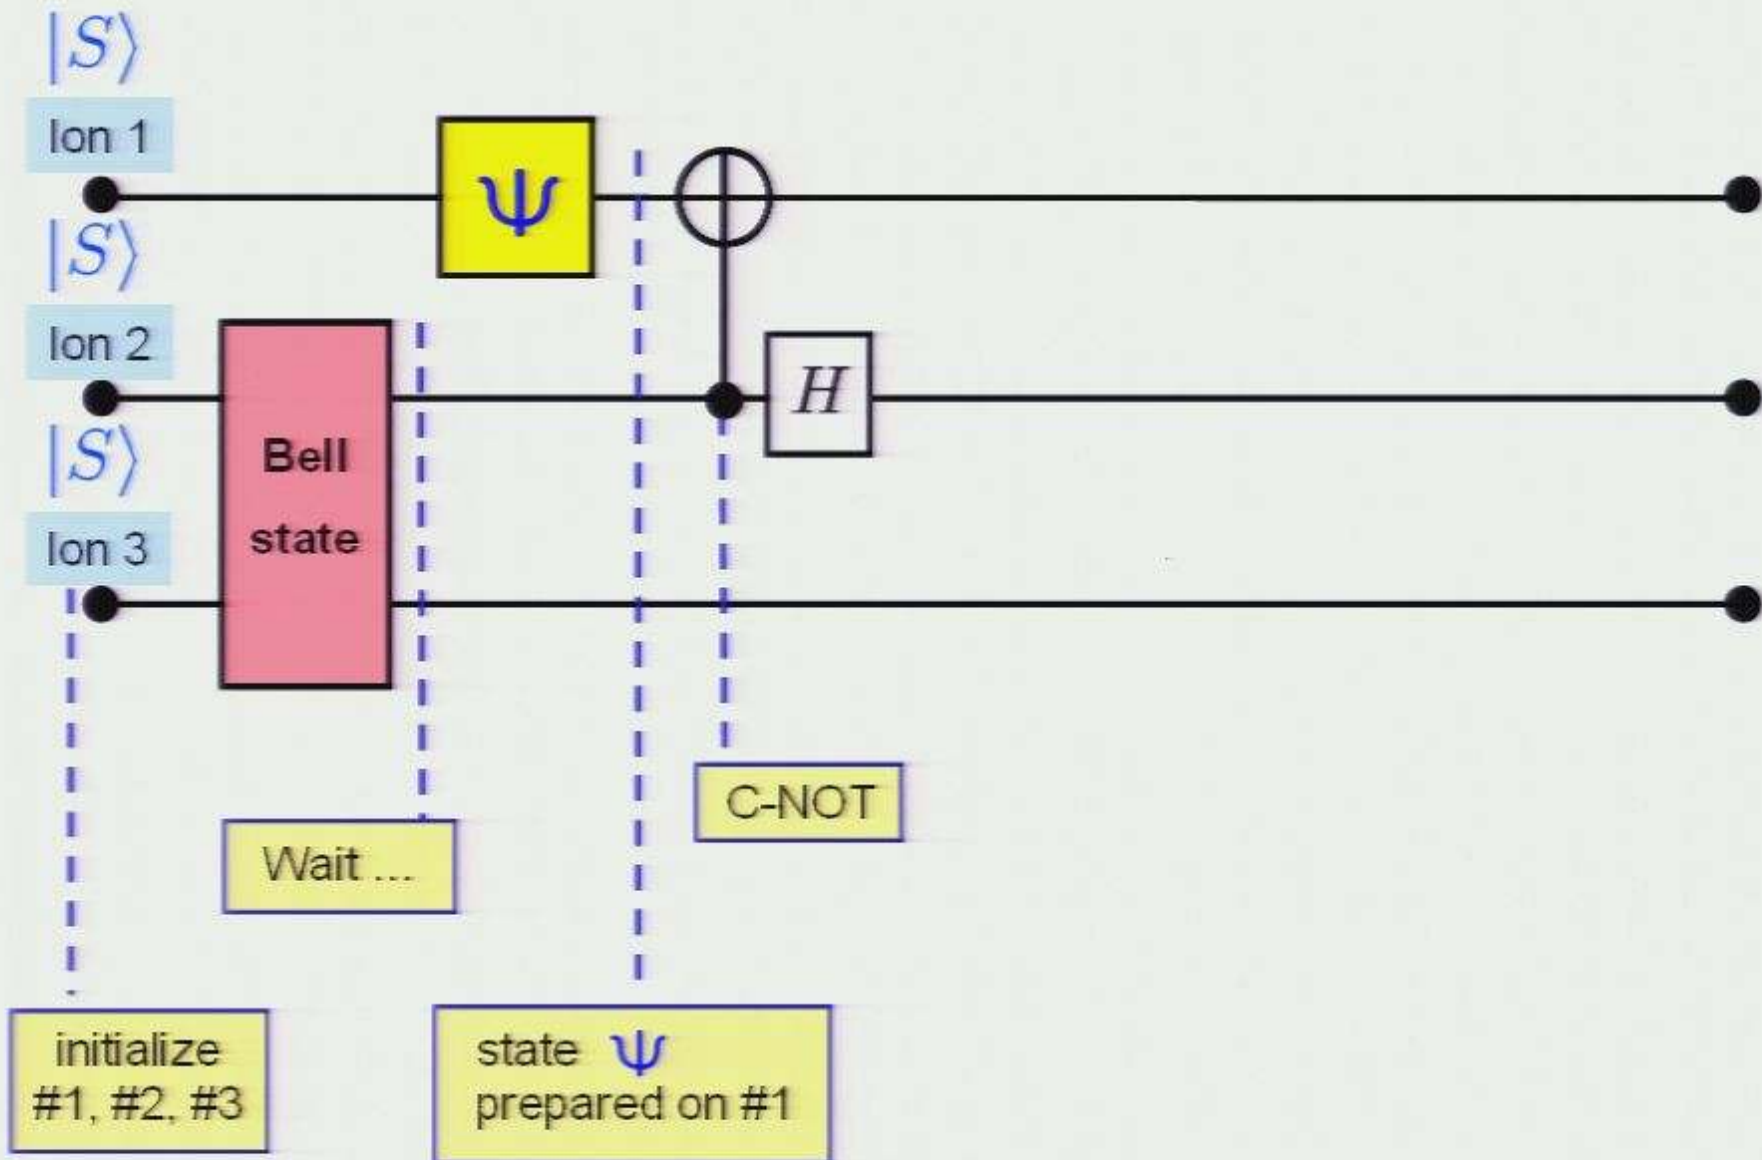 |S⟩
Ion 1
ψ
|S⟩
Ion 2
H
|S⟩
Bell
state
Ion 3
C-NOT
Wait ...
initialize
#1, #2, #3
state ψ
prepared on #1